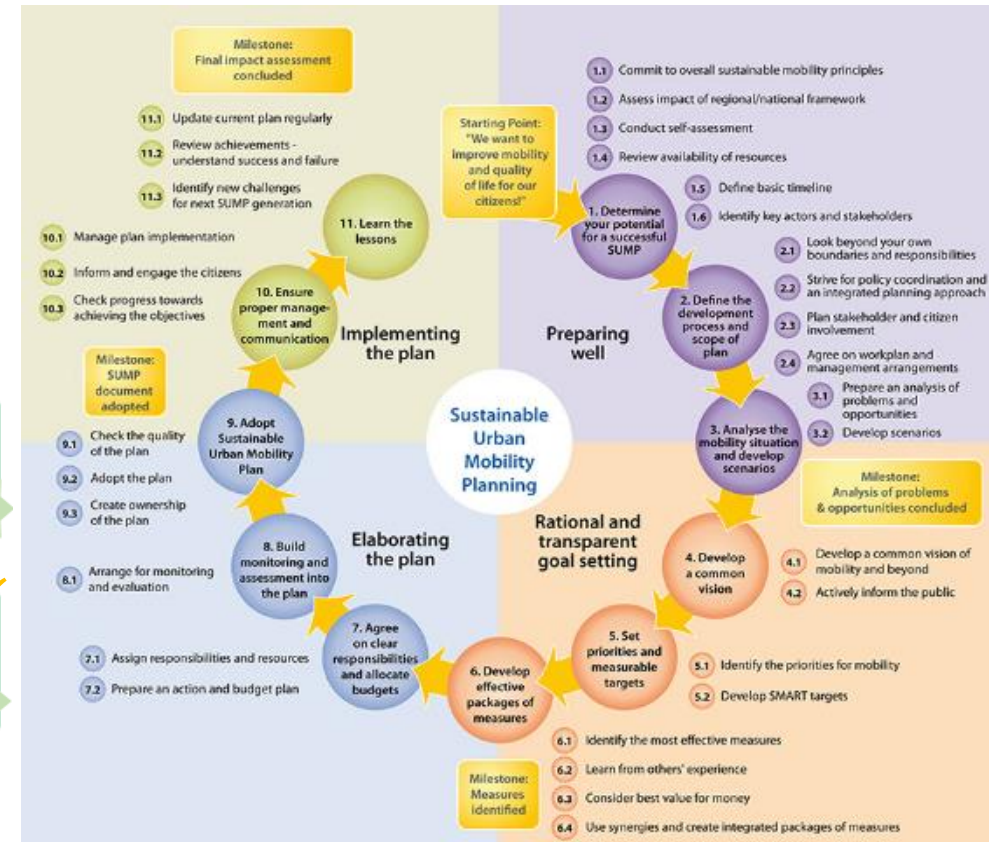 Sustainable
Urban
Mobility
Planning
Starting Point:
"We want to
improve mobility
and quality
of life for our
citizens!"
Preparing
well
1. Determine
your potential
for a successful
SUMP
1.1 Commit to overall sustainable mobility principles
1.2 Assess impact of regional/national framework
1.3 Conduct self-assessment
1.4 Review availability of resources
1.5 Define basic timeline
1.6 Identify key actors and stakeholders
2. Define the
development
process and
scope of
plan
2.1 Look beyond your own
boundaries and responsibilities
2.2 Strive for policy coordination and
an integrated planning approach
2.3 Plan stakeholder and citizen
involvement
2.4 Agree on workplan and
management arrangements
3. Analyse the
mobility situation
and develop
scenarios
3.1 Prepare an analysis of
problems and
opportunities
3.2 Develop scenarios
Milestone:
Analysis of problems
& opportunities concluded
Rational and
transparent
goal setting
4. Develop
a common
vision
4.1 Develop a common vision of
mobility and beyond
4.2 Actively inform the public
5. Set
priorities and
measurable
targets
5.1 Identify the priorities for mobility
5.2 Develop SMART targets
6. Develop
effective
packages of
measures
6.1 Identify the most effective measures
6.2 Learn from others' experience
6.3 Consider best value for money
6.4 Use synergies and create integrated packages of measures
Milestone:
Measures
identified
Elaborating
the plan
7. Agree
on clear
responsibilities
and allocate
budgets
7.1 Assign responsibilities and resources
7.2 Prepare an action and budget plan
8. Build
monitoring and
assessment into
the plan
8.1 Arrange for monitoring
and evaluation
9. Adopt
Sustainable
Urban Mobility
Plan
9.1 Check the quality
of the plan
9.2 Adopt the plan
9.3 Create ownership
of the plan
Milestone:
SUMP
document
adopted
Implementing
the plan
10. Ensure
proper manage-
ment and
communication
10.1 Manage plan implementation
10.2 Inform and engage the citizens
10.3 Check progress towards
achieving the objectives
11. Learn the
lessons
11.1 Update current plan regularly
11.2 Review achievements -
understand success and failure
11.3 Identify new challenges
for next SUMP generation
Milestone:
Final impact assessment
concluded